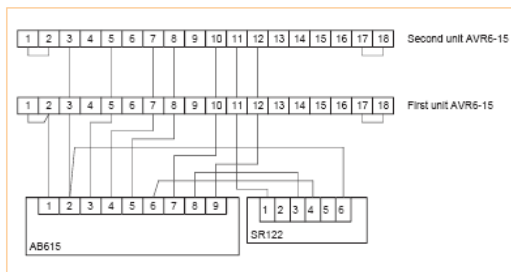 1 2 3 4 5 6 7 8 9 10 11 12 13 14 15 16 17 18 Second unit AVR6-15
1 2 3 4 5 6 7 8 9 10 11 12 13 14 15 16 17 18 First unit AVR6-15
1 2 3 4 5 6 7 8 9
1 2 3 4 5 6
SR122
AB615